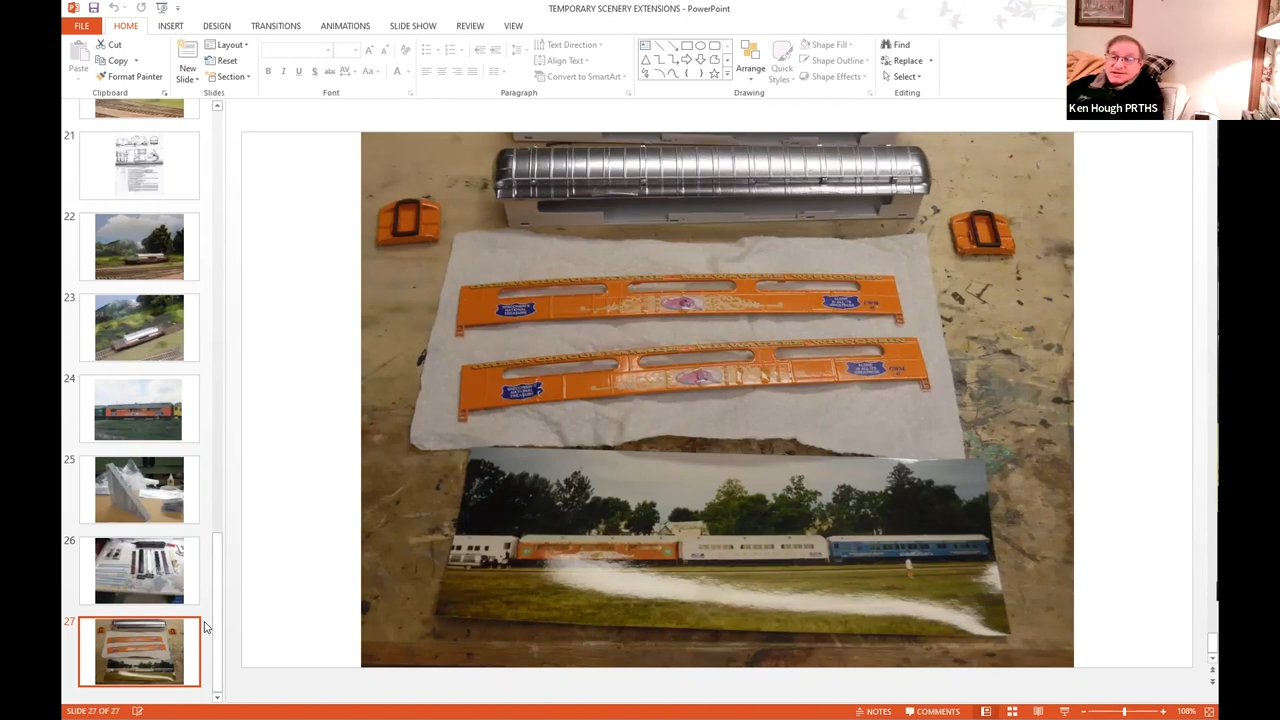 TEMPORARY SCENERY EXTENSIONS - PowerPoint
FILE HOME INSERT DESIGN TRANSITIONS ANIMATIONS SLIDE SHOW REVIEW VIEW
Paste
Cut
Copy
Format Painter
Clipboard
New
Slide
Layout
Reset
Section
Slides
B I U S abc AV Aa A
Font
Text Direction
Align Text
Convert to SmartArt
Paragraph
Arrange
Quick
Styles
Shape Fill
Shape Outline
Shape Effects
Drawing
Find
Replace
Select
Editing
Ken Hough PRTHS
21
22
23
24
25
26
27
SLIDE 27 OF 27
NOTES COMMENTS 108%